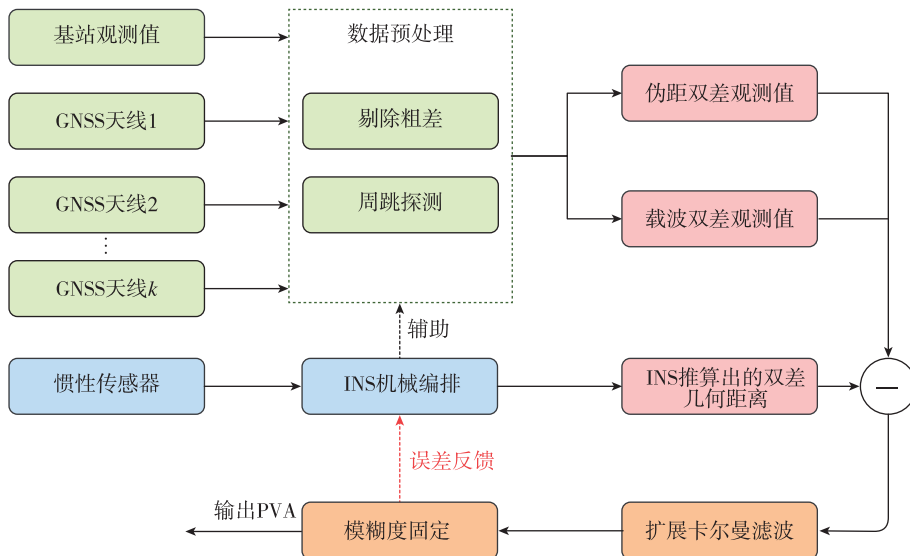 基站观测值
数据预处理
伪距双差观测值
GNSS天线1
剔除粗差
GNSS天线2
周跳探测
载波双差观测值
⋮
GNSS天线k
辅助
惯性传感器
INS机械编排
INS推算出的双差
几何距离
—
误差反馈
输出PVA
模糊度固定
扩展卡尔曼滤波